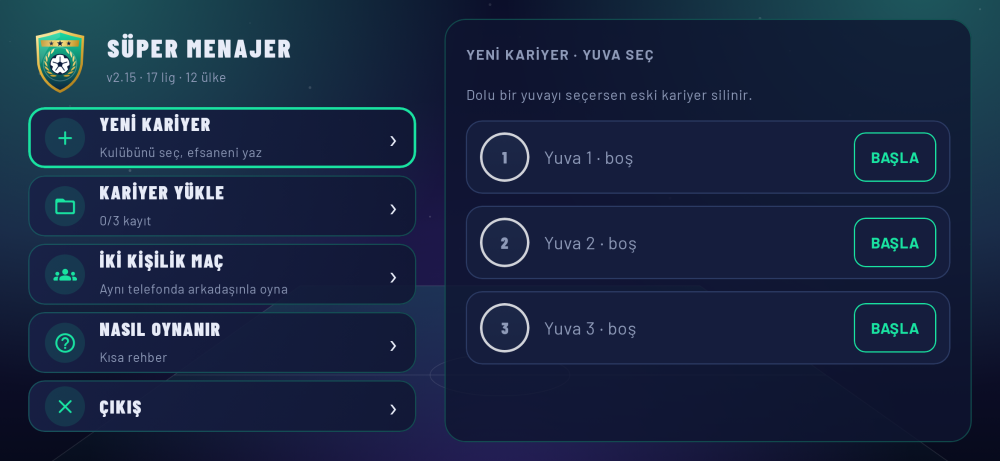 SÜPER MENAJER
v2.15 · 17 lig · 12 ülke
YENİ KARİYER
Kulübünü seç, efsaneni yaz
KARİYER YÜKLE
0/3 kayıt
İKİ KİŞİLİK MAÇ
Aynı telefonda arkadaşınla oyna
NASIL OYNANIR
Kısa rehber
ÇIKIŞ
YENİ KARİYER · YUVA SEÇ
Dolu bir yuvayı seçersen eski kariyer silinir.
1 Yuva 1 · boş BAŞLA
2 Yuva 2 · boş BAŞLA
3 Yuva 3 · boş BAŞLA